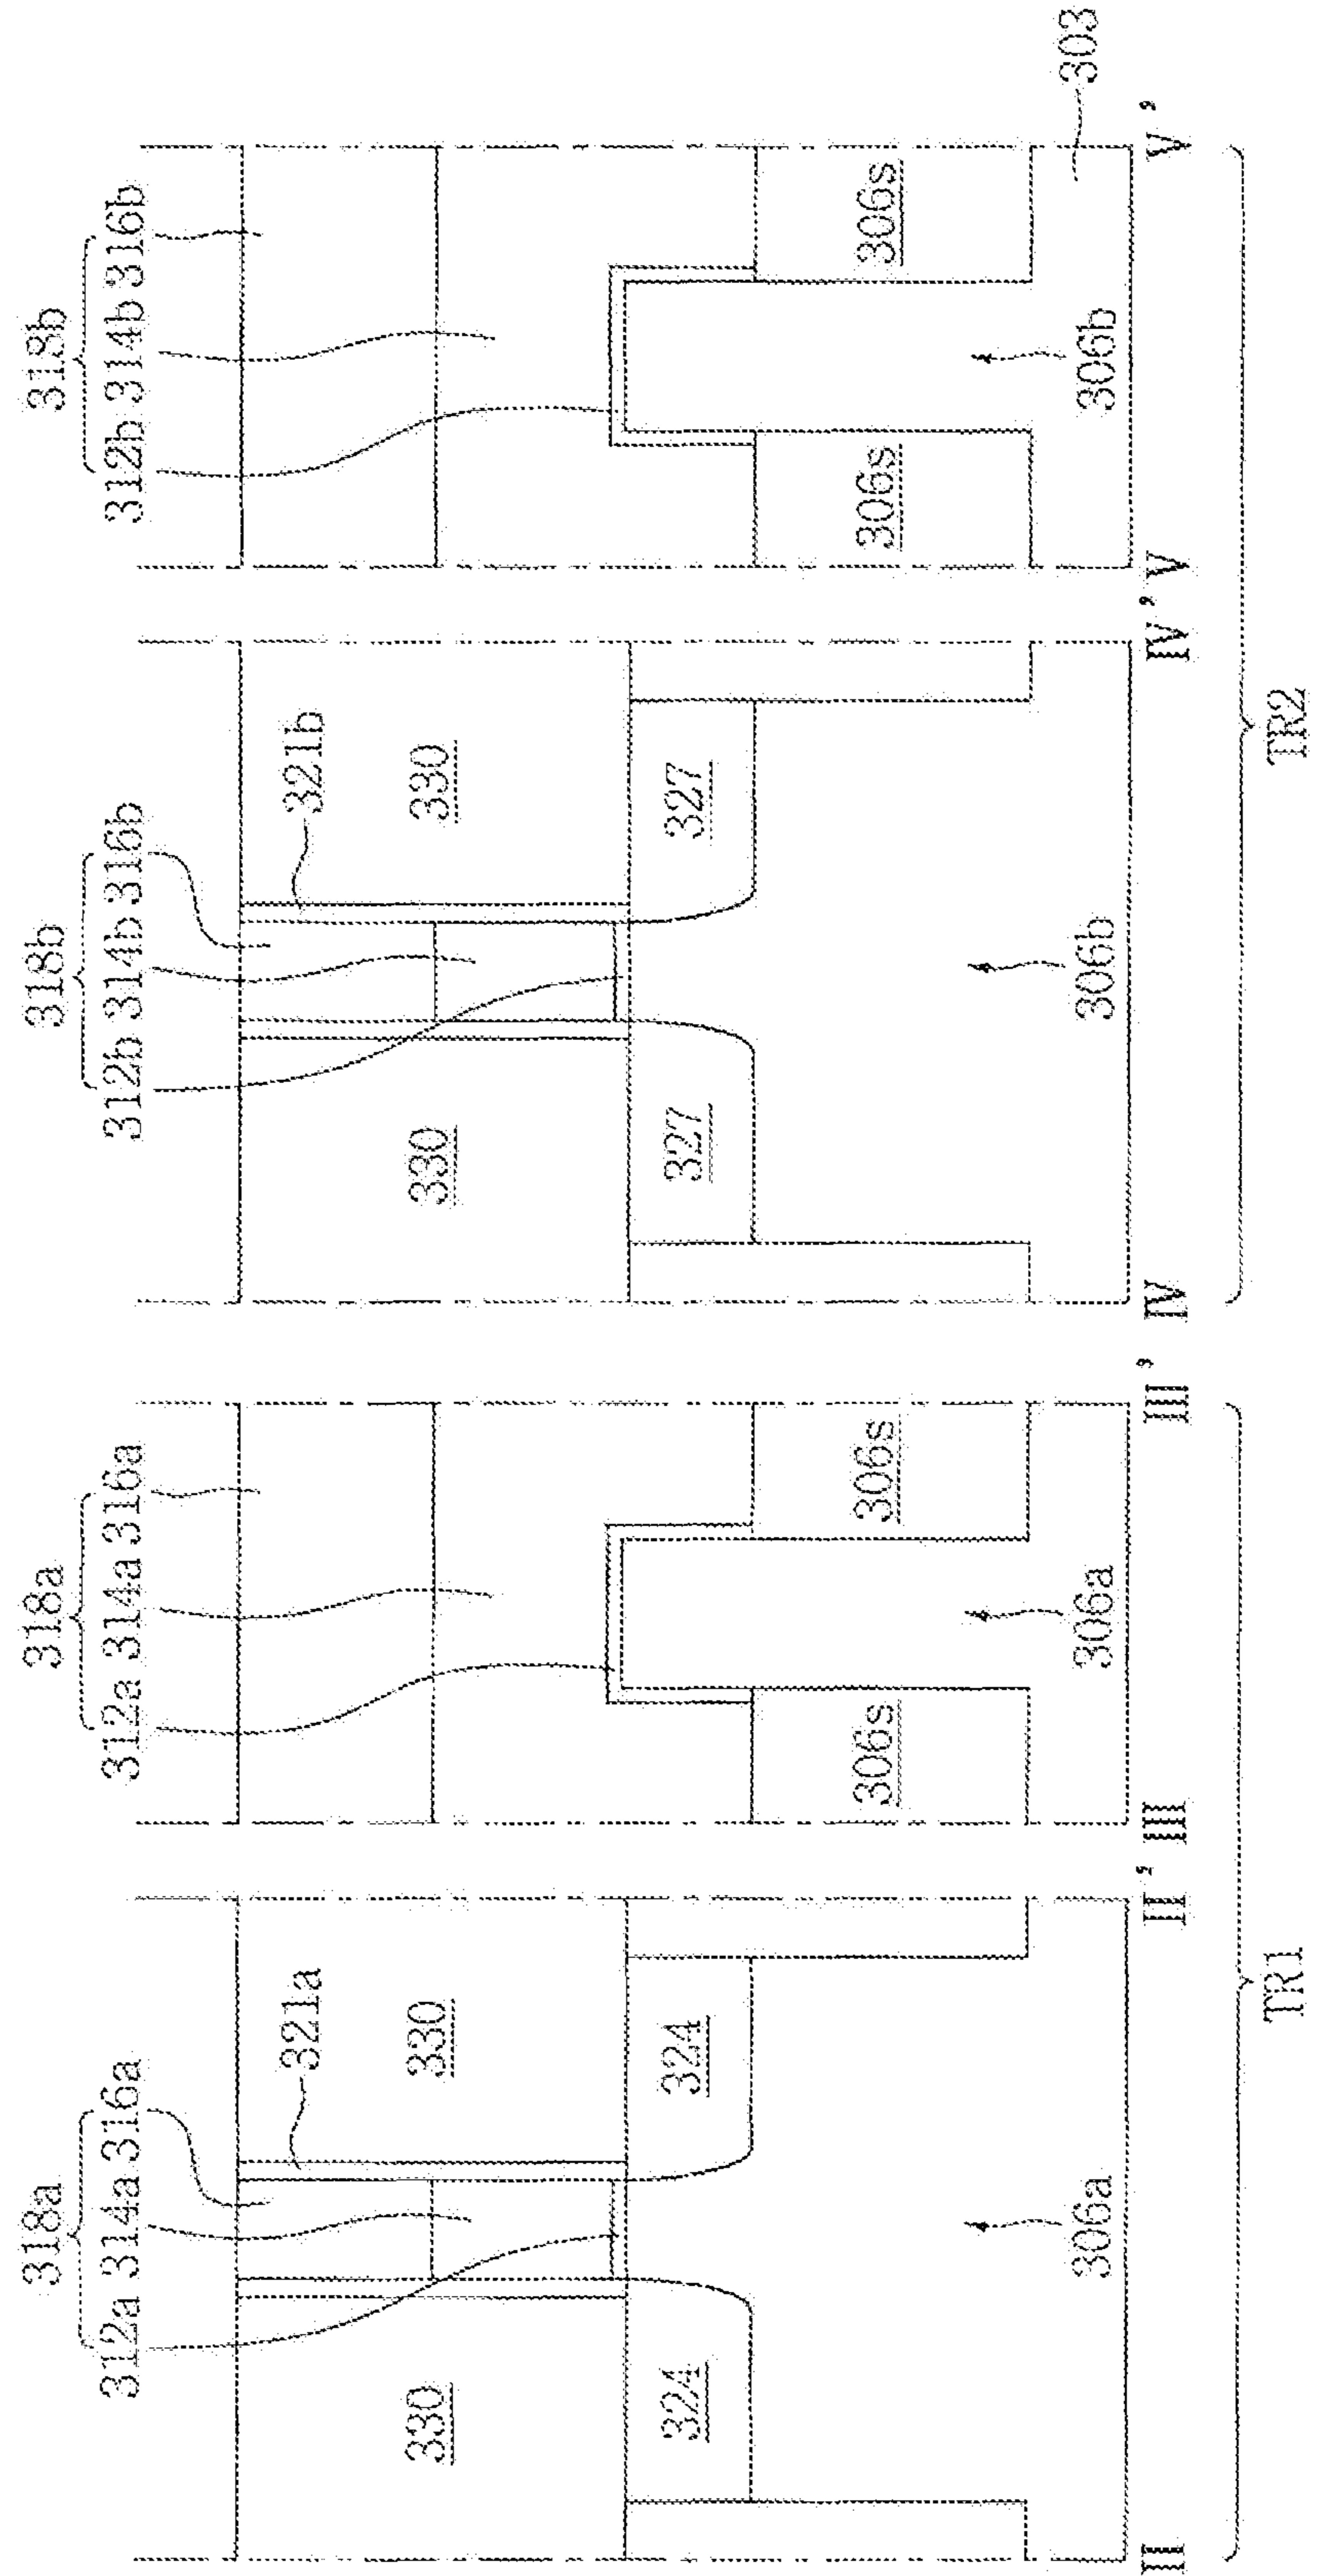 318a 318a 318b 318b
312a 314a 316a 312a 314a 316a 312b 314b 316b 312b 314b 316b
321a 321b
330 330 330 330
324 324 306s 306s 327 327 306s 306s
306a 306a 306b 306b 303
II II' III III' IV IV' V V'
TR1 TR2